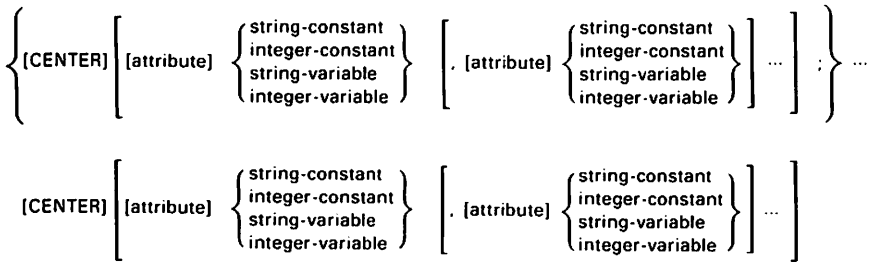 string-constant string-constant
integer-constant integer-constant
{[CENTER] [[attribute] {string-variable} [, [attribute] {string-variable}] ...] ;} ...
integer-variable integer-variable
string-constant string-constant
integer-constant integer-constant
[CENTER] [[attribute] {string-variable} [, [attribute] {string-variable}] ...]
integer-variable integer-variable